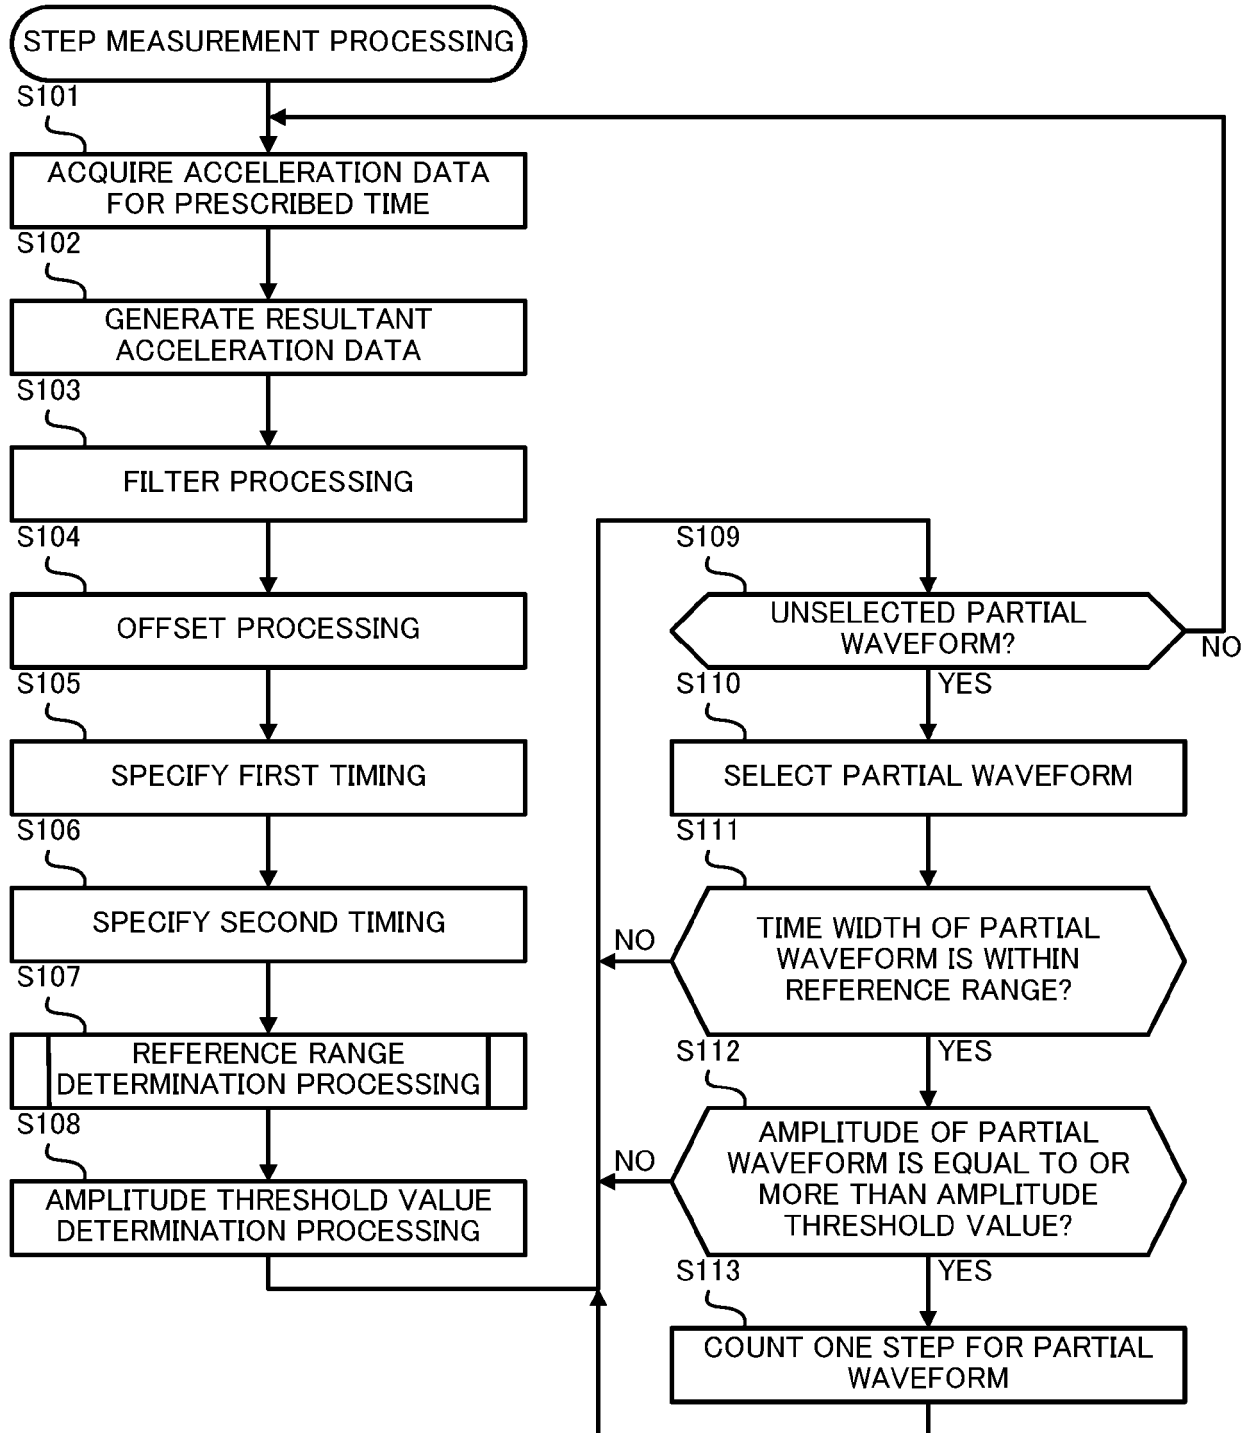 STEP MEASUREMENT PROCESSING
S101
ACQUIRE ACCELERATION DATA
FOR PRESCRIBED TIME
S102
GENERATE RESULTANT
ACCELERATION DATA
S103
FILTER PROCESSING
S104
OFFSET PROCESSING
S105
SPECIFY FIRST TIMING
S106
SPECIFY SECOND TIMING
S107
REFERENCE RANGE
DETERMINATION PROCESSING
S108
AMPLITUDE THRESHOLD VALUE
DETERMINATION PROCESSING
S109
UNSELECTED PARTIAL
WAVEFORM?
NO
YES
S110
SELECT PARTIAL WAVEFORM
S111
TIME WIDTH OF PARTIAL
WAVEFORM IS WITHIN
REFERENCE RANGE?
NO
YES
S112
AMPLITUDE OF PARTIAL
WAVEFORM IS EQUAL TO OR
MORE THAN AMPLITUDE
THRESHOLD VALUE?
NO
YES
S113
COUNT ONE STEP FOR PARTIAL
WAVEFORM